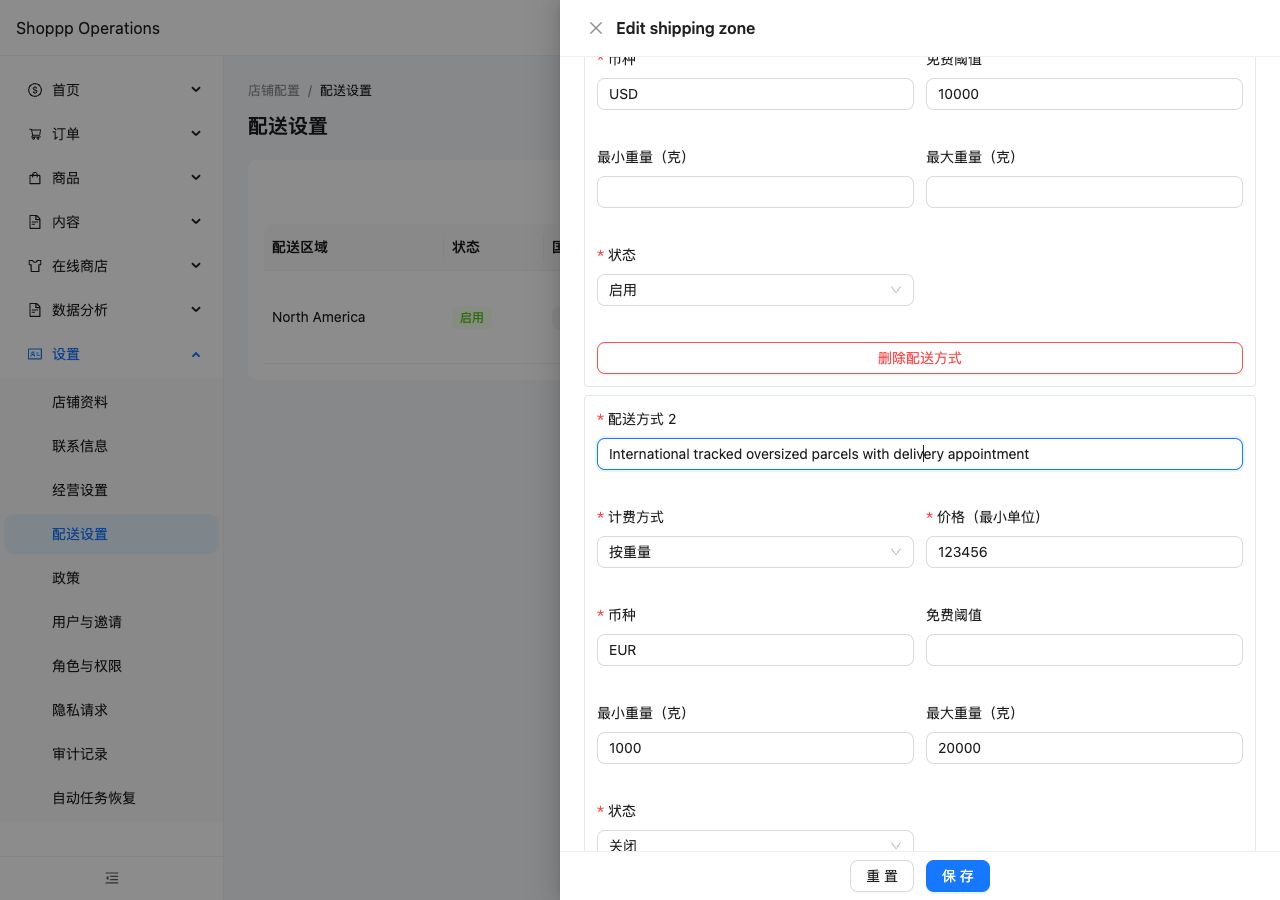 Shoppp Operations
首页
订单
商品
内容
在线商店
数据分析
设置
店铺资料
联系信息
经营设置
配送设置
政策
用户与邀请
角色与权限
隐私请求
审计记录
自动任务恢复
店铺配置 / 配送设置
配送设置
配送区域 状态
North America 启用
Edit shipping zone
* 币种 免费阈值
USD 10000
最小重量（克） 最大重量（克）
* 状态
启用
删除配送方式
* 配送方式 2
International tracked oversized parcels with delivery appointment
* 计费方式 * 价格（最小单位）
按重量 123456
* 币种 免费阈值
EUR
最小重量（克） 最大重量（克）
1000 20000
* 状态
关闭
重 置 保 存